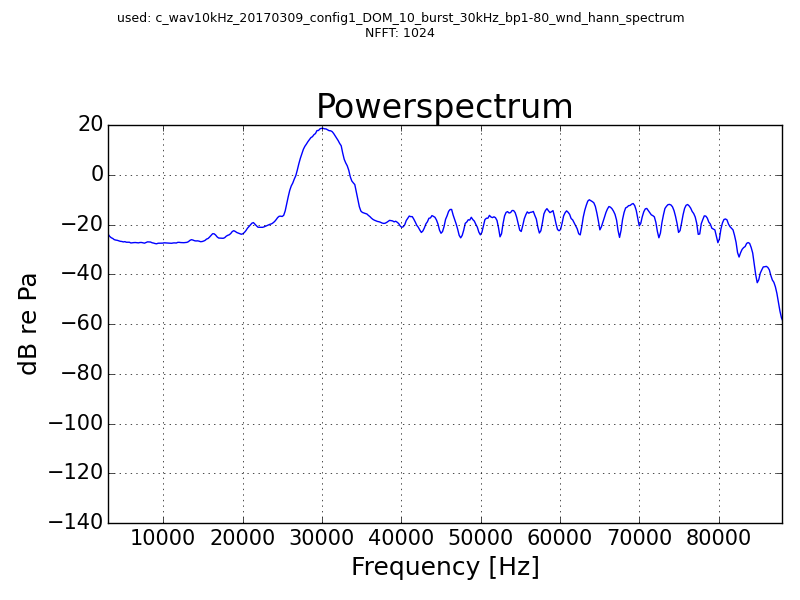 used: c_wav10kHz_20170309_config1_DOM_10_burst_30kHz_bp1-80_wnd_hann_spectrum
NFFT: 1024
Powerspectrum
20
0
−20
−40
−60
−80
−100
−120
−140
dB re Pa
10000 20000 30000 40000 50000 60000 70000 80000
Frequency [Hz]